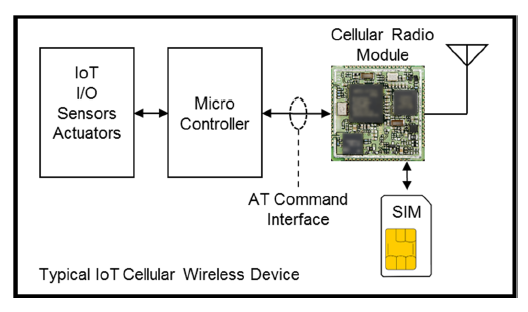 Cellular Radio
Module
IoT
I/O
Sensors
Actuators
Micro
Controller
AT Command
Interface
SIM
Typical IoT Cellular Wireless Device